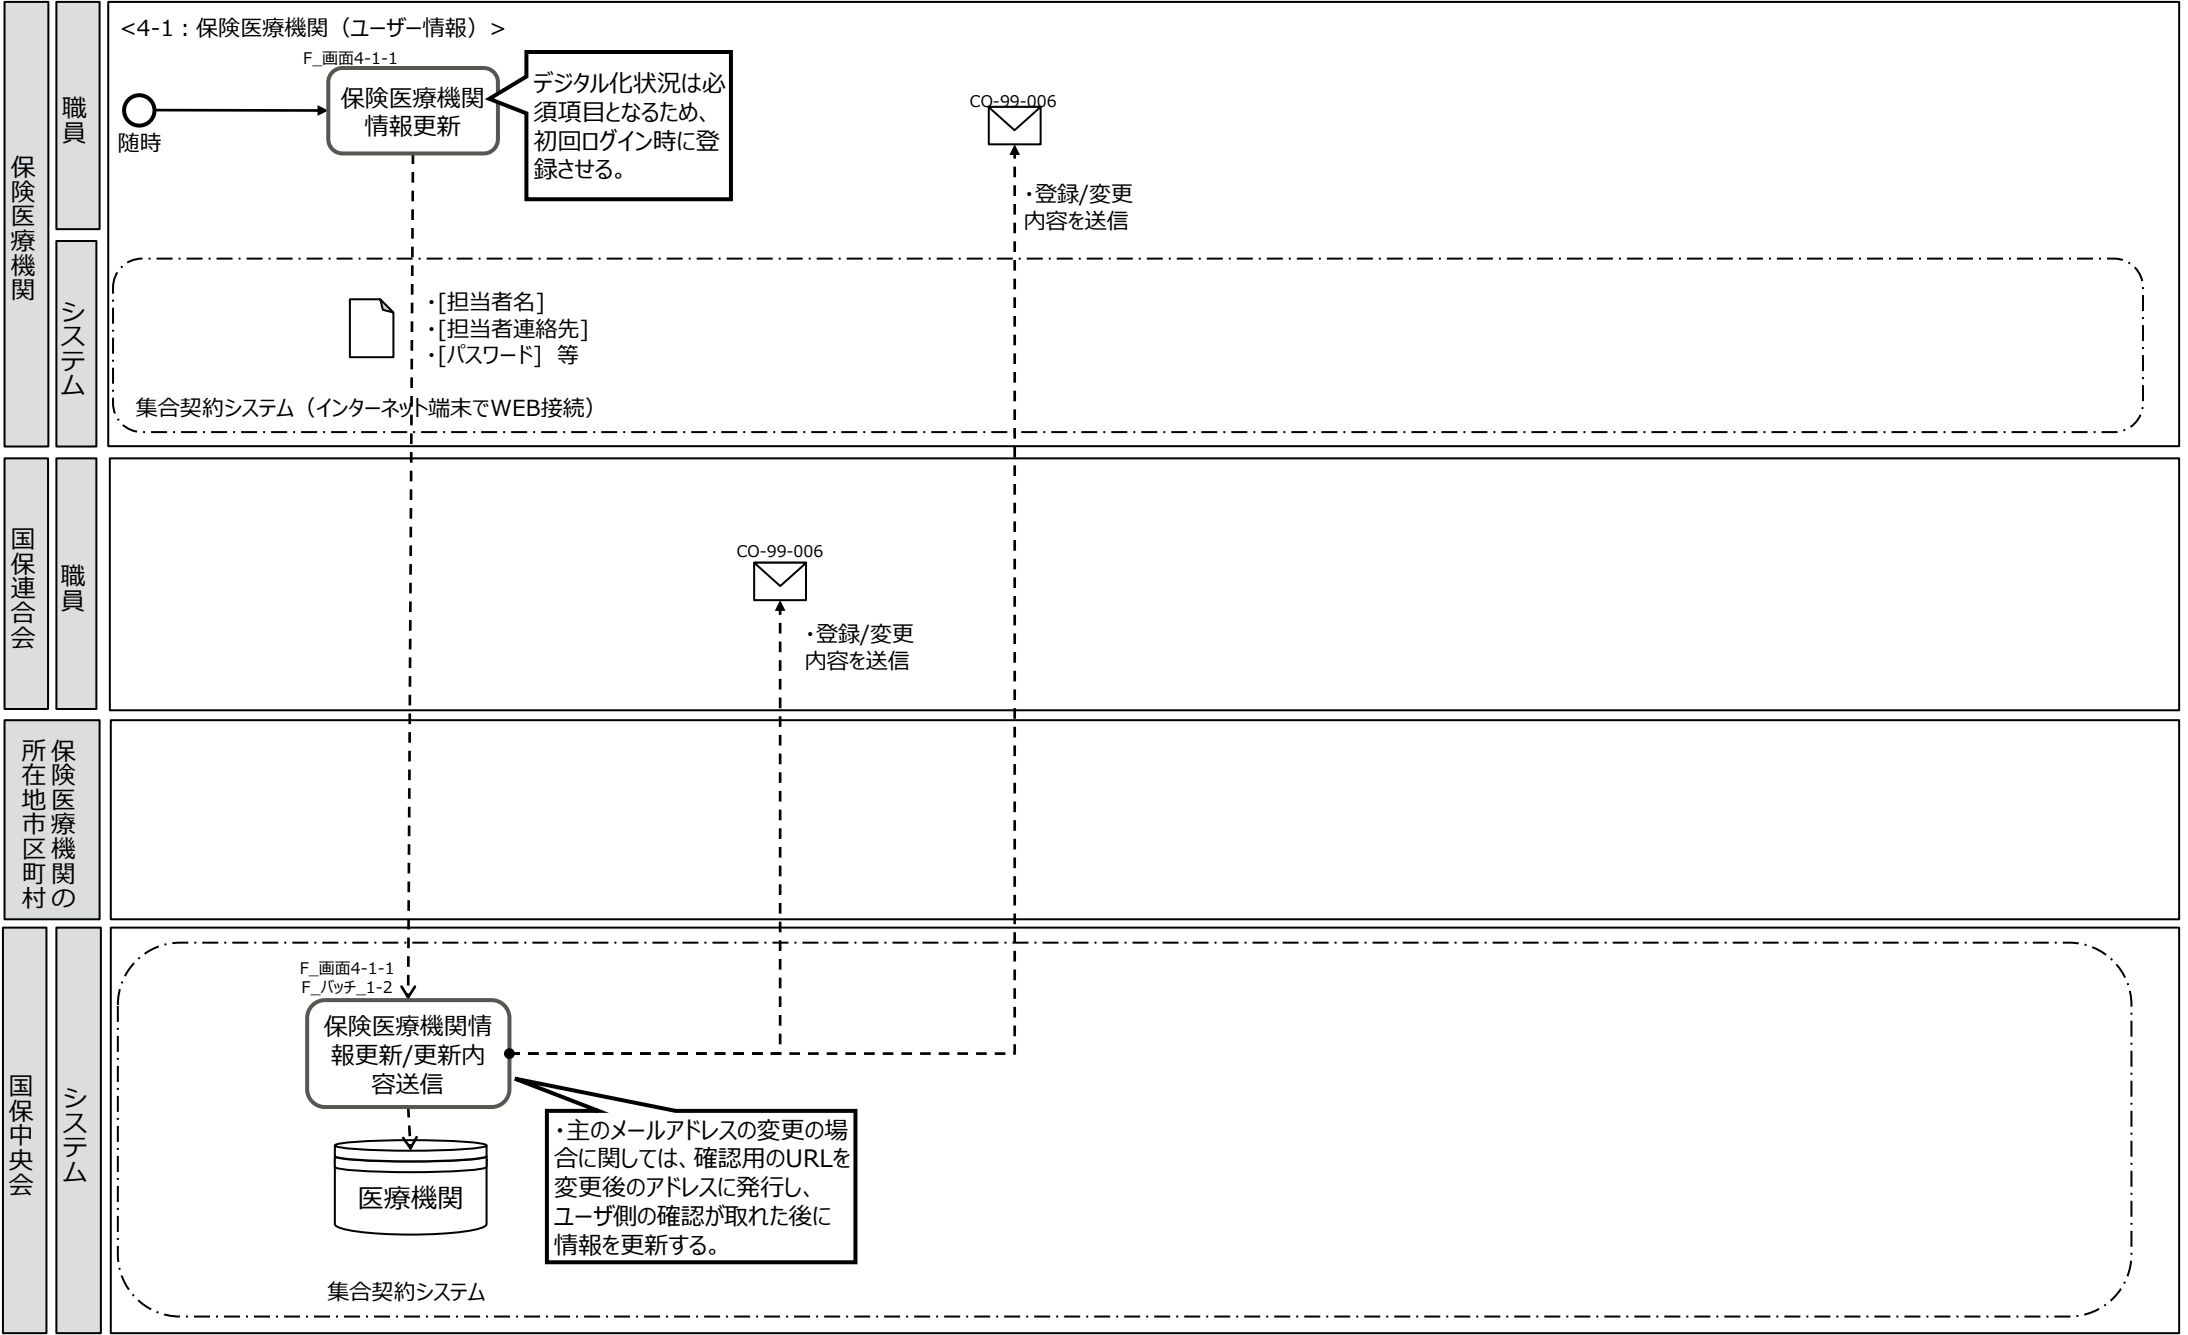 保険医療機関
職員
システム
<4-1：保険医療機関（ユーザー情報）>
F_画面4-1-1
保険医療機関
情報更新
随時
デジタル化状況は必
須項目となるため、
初回ログイン時に登
録させる。
CO-99-006
・登録/変更
内容を送信
・[担当者名]
・[担当者連絡先]
・[パスワード]　等
集合契約システム（インターネット端末でWEB接続）
国保連合会
職員
CO-99-006
・登録/変更
内容を送信
保険医療機関の
所在地市区町村
国保中央会
システム
F_画面4-1-1
F_バッチ_1-2
保険医療機関情
報更新/更新内
容送信
医療機関
・主のメールアドレスの変更の場
合に関しては、確認用のURLを
変更後のアドレスに発行し、
ユーザ側の確認が取れた後に
情報を更新する。
集合契約システム